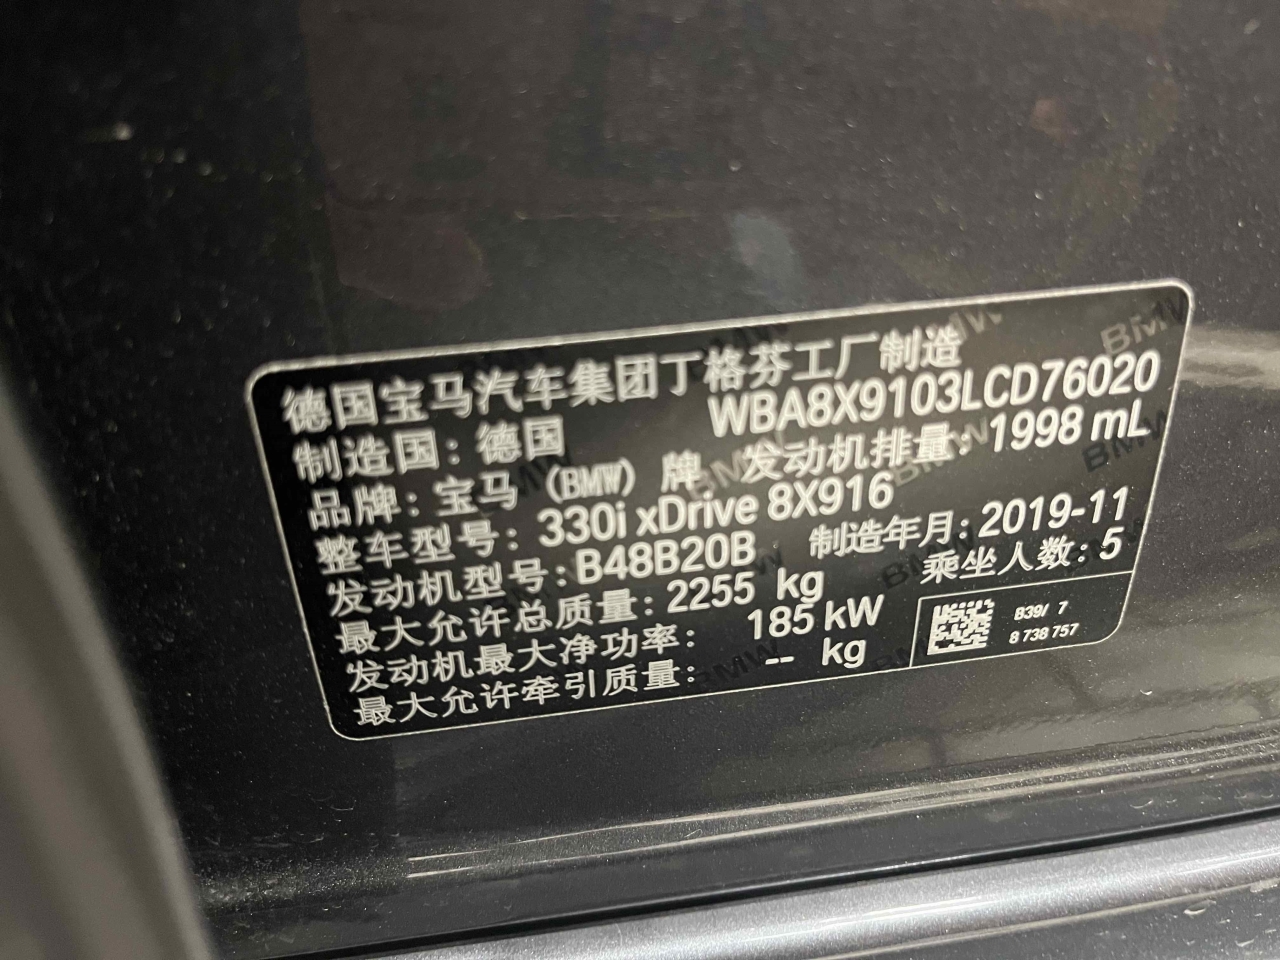 德国宝马汽车集团丁格芬工厂制造
制造国：德国 WBA8X9103LCD76020
品牌：宝马（BMW）牌 发动机排量：1998 mL
整车型号：330i xDrive 8X916
发动机型号：B48B20B 制造年月：2019-11
最大允许总质量：2255 kg 乘坐人数：5
发动机最大净功率： 185 kW
最大允许牵引质量： -- kg
B39/ 7
8 738 757